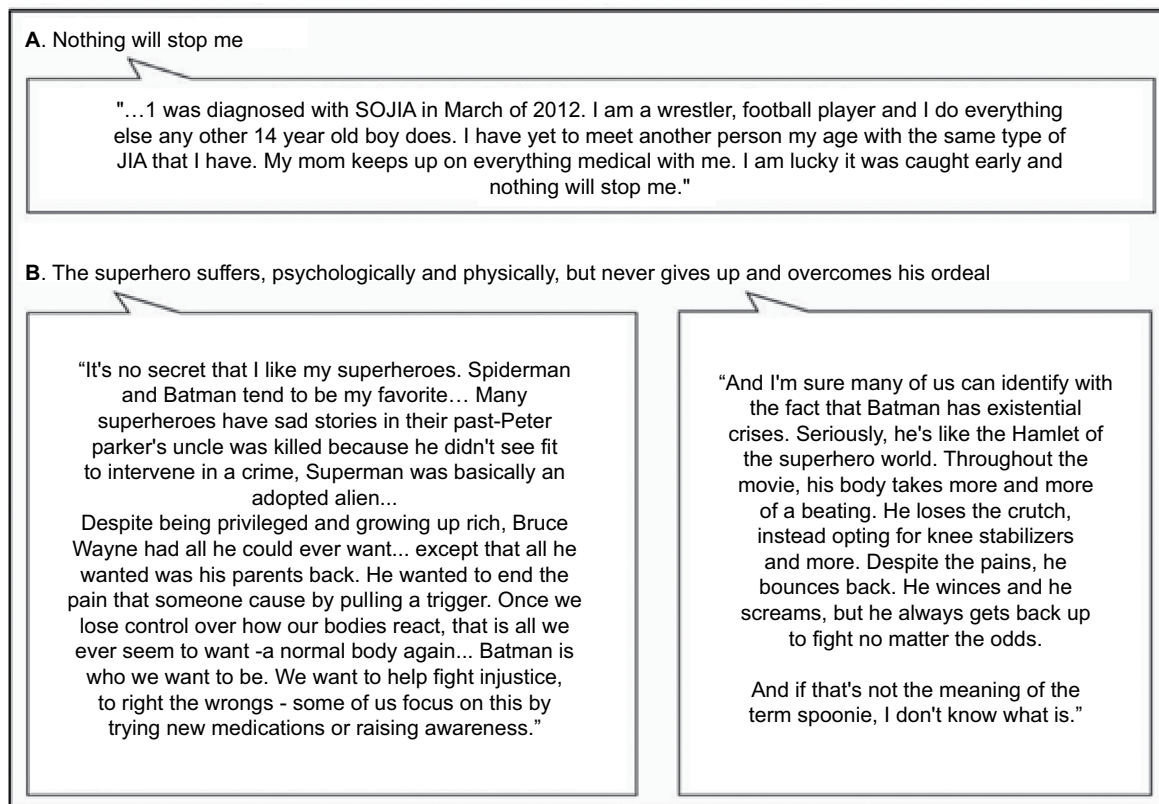 A. Nothing will stop me
"…1 was diagnosed with SOJIA in March of 2012. I am a wrestler, football player and I do everything
else any other 14 year old boy does. I have yet to meet another person my age with the same type of
JIA that I have. My mom keeps up on everything medical with me. I am lucky it was caught early and
nothing will stop me."
B. The superhero suffers, psychologically and physically, but never gives up and overcomes his ordeal
“It's no secret that I like my superheroes. Spiderman
and Batman tend to be my favorite… Many
superheroes have sad stories in their past-Peter
parker's uncle was killed because he didn't see fit
to intervene in a crime, Superman was basically an
adopted alien...
Despite being privileged and growing up rich, Bruce
Wayne had all he could ever want... except that all he
wanted was his parents back. He wanted to end the
pain that someone cause by pulling a trigger. Once we
lose control over how our bodies react, that is all we
ever seem to want -a normal body again... Batman is
who we want to be. We want to help fight injustice,
to right the wrongs - some of us focus on this by
trying new medications or raising awareness.”
“And I'm sure many of us can identify with
the fact that Batman has existential
crises. Seriously, he's like the Hamlet of
the superhero world. Throughout the
movie, his body takes more and more
of a beating. He loses the crutch,
instead opting for knee stabilizers
and more. Despite the pains, he
bounces back. He winces and he
screams, but he always gets back up
to fight no matter the odds.
And if that's not the meaning of the
term spoonie, I don't know what is.”